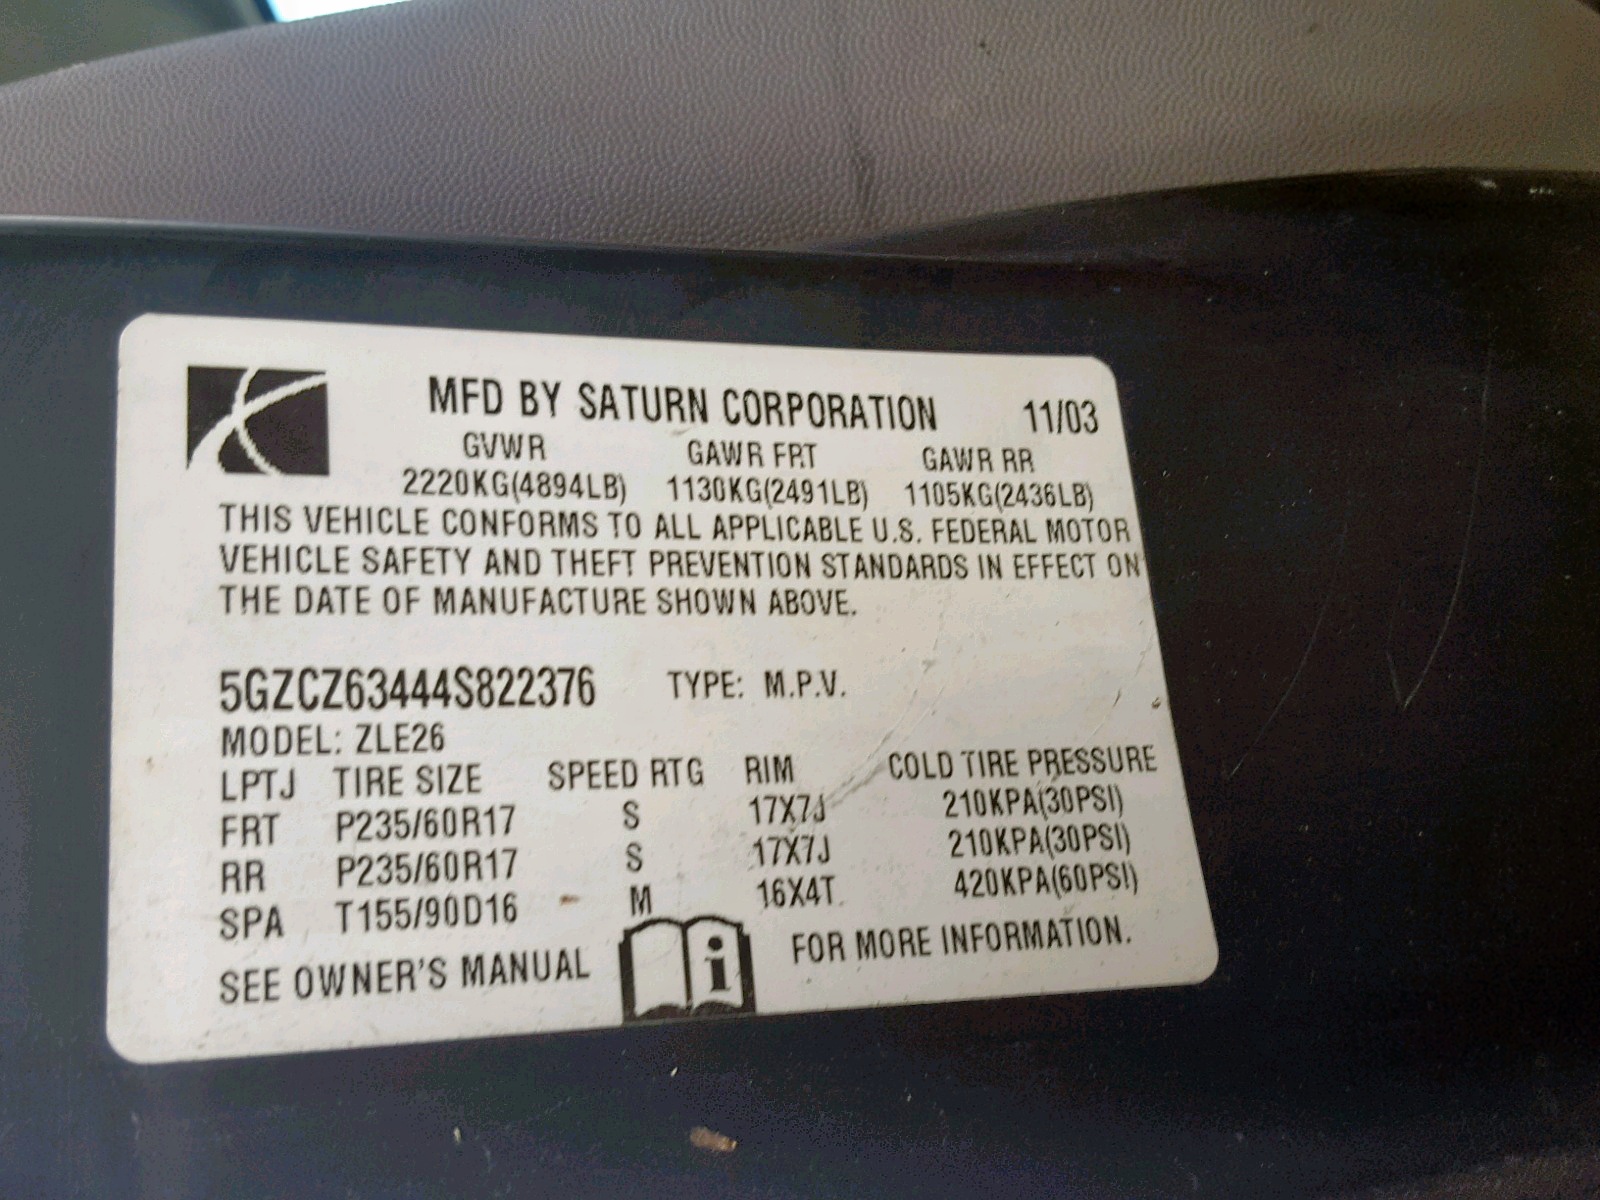 MFD BY SATURN CORPORATION 11/03
GVWR GAWR FRT GAWR RR
2220KG(4894LB) 1130KG(2491LB) 1105KG(2436LB)
THIS VEHICLE CONFORMS TO ALL APPLICABLE U.S. FEDERAL MOTOR
VEHICLE SAFETY AND THEFT PREVENTION STANDARDS IN EFFECT ON
THE DATE OF MANUFACTURE SHOWN ABOVE.
5GZCZ63444S822376 TYPE: M.P.V.
MODEL: ZLE26
LPTJ TIRE SIZE SPEED RTG RIM COLD TIRE PRESSURE
FRT P235/60R17 S 17X7J 210KPA(30PSI)
RR P235/60R17 S 17X7J 210KPA(30PSI)
SPA T155/90D16 M 16X4T 420KPA(60PSI)
SEE OWNER'S MANUAL i FOR MORE INFORMATION.